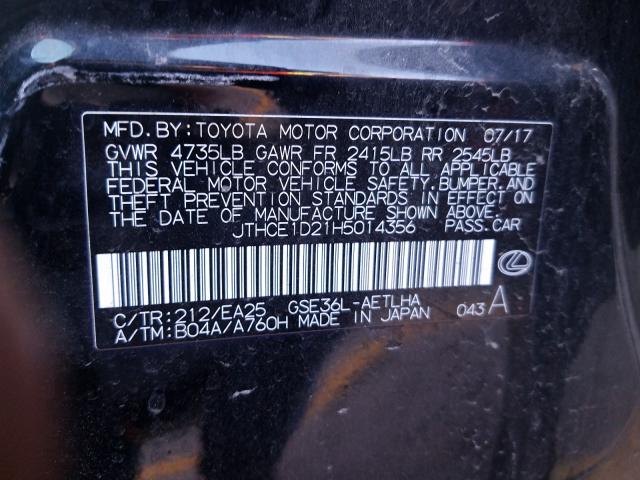 MFD. BY: TOYOTA MOTOR CORPORATION 07/17
GVWR 4735LB GAWR FR 2415LB RR 2545LB
THIS VEHICLE CONFORMS TO ALL APPLICABLE
FEDERAL MOTOR VEHICLE SAFETY, BUMPER, AND
THEFT PREVENTION STANDARDS IN EFFECT ON
THE DATE OF MANUFACTURE SHOWN ABOVE.
JTHCE1D21H5014356 PASS. CAR
C/TR: 212/EA25 GSE36L-AETLHA
A/TM: B04A/A760H MADE IN JAPAN 043 A